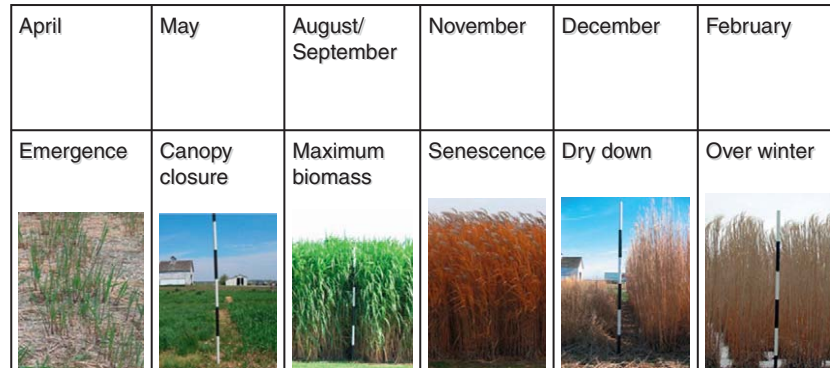 April
May
August/
September
November
December
February
Emergence
Canopy
closure
Maximum
biomass
Senescence
Dry down
Over winter